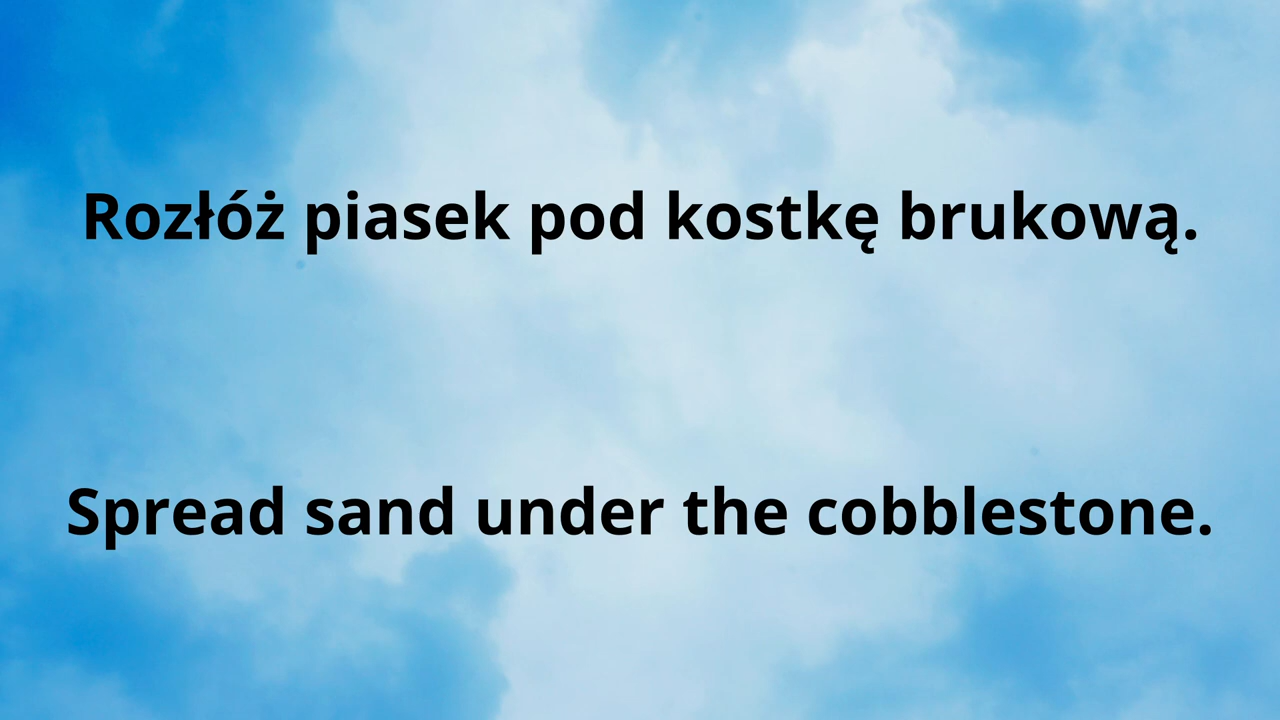 Rozłóż piasek pod kostkę brukową.
Spread sand under the cobblestone.